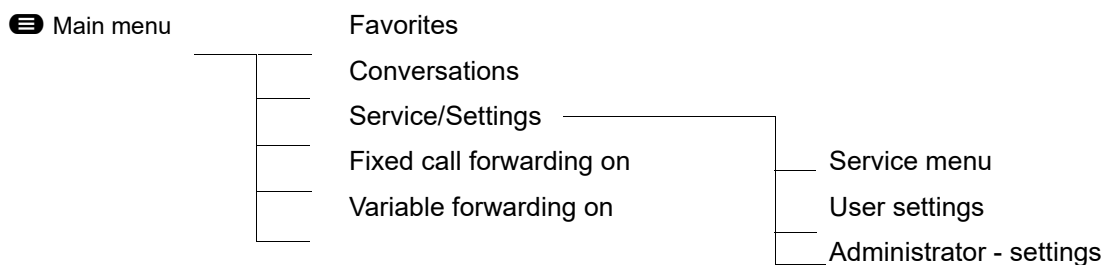 Main menu
Favorites
Conversations
Service/Settings
Fixed call forwarding on
Variable forwarding on
Service menu
User settings
Administrator - settings